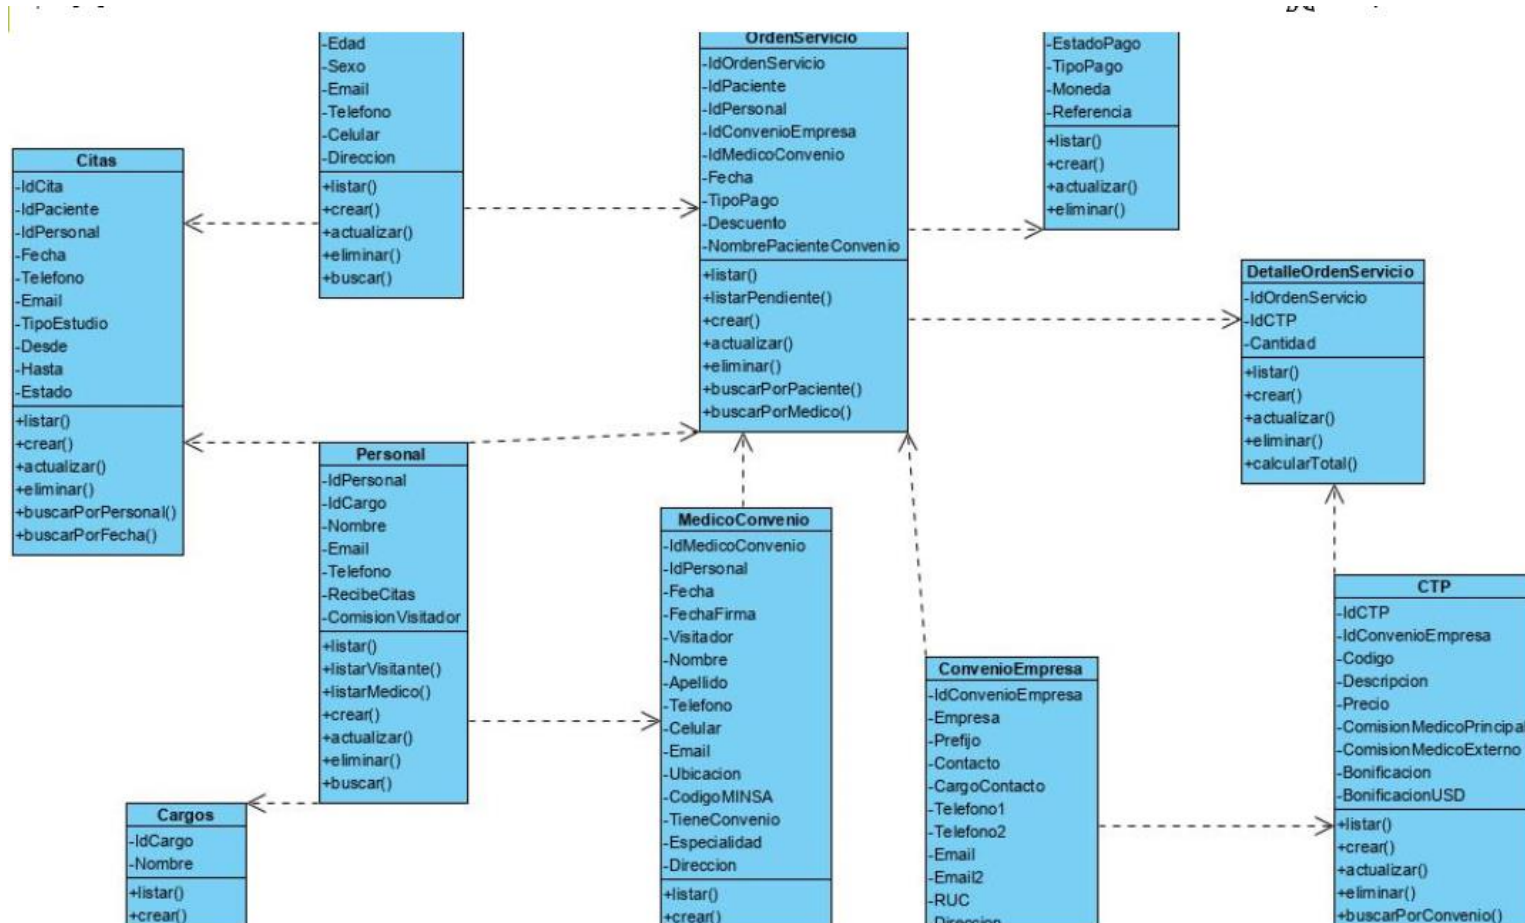 -Edad
-Sexo
-Email
-Telefono
-Celular
-Direccion
+listar()
+crear()
+actualizar()
+eliminar()
+buscar()
OrdenServicio
-IdOrdenServicio
-IdPaciente
-IdPersonal
-IdConvenioEmpresa
-IdMedicoConvenio
-Fecha
-TipoPago
-Descuento
-NombrePacienteConvenio
+listar()
+listarPendiente()
+crear()
+actualizar()
+eliminar()
+buscarPorPaciente()
+buscarPorMedico()
-EstadoPago
-TipoPago
-Moneda
-Referencia
+listar()
+crear()
+actualizar()
+eliminar()
Citas
-IdCita
-IdPaciente
-IdPersonal
-Fecha
-Telefono
-Email
-TipoEstudio
-Desde
-Hasta
-Estado
+listar()
+crear()
+actualizar()
+eliminar()
+buscarPorPersonal()
+buscarPorFecha()
DetalleOrdenServicio
-IdOrdenServicio
-IdCTP
-Cantidad
+listar()
+crear()
+actualizar()
+eliminar()
+calcularTotal()
Personal
-IdPersonal
-IdCargo
-Nombre
-Email
-Telefono
-RecibeCitas
-ComisionVisitador
+listar()
+listarVisitante()
+listarMedico()
+crear()
+actualizar()
+eliminar()
+buscar()
MedicoConvenio
-IdMedicoConvenio
-IdPersonal
-Fecha
-FechaFirma
-Visitador
-Nombre
-Apellido
-Telefono
-Celular
-Email
-Ubicacion
-CodigoMINSA
-TieneConvenio
-Especialidad
-Direccion
+listar()
+crear()
ConvenioEmpresa
-IdConvenioEmpresa
-Empresa
-Prefijo
-Contacto
-CargoContacto
-Telefono1
-Telefono2
-Email
-Email2
-RUC
-Direccion
CTP
-IdCTP
-IdConvenioEmpresa
-Codigo
-Descripcion
-Precio
-ComisionMedicoPrincipal
-ComisionMedicoExterno
-Bonificacion
-BonificacionUSD
+listar()
+crear()
+actualizar()
+eliminar()
+buscarPorConvenio()
Cargos
-IdCargo
-Nombre
+listar()
+crear()